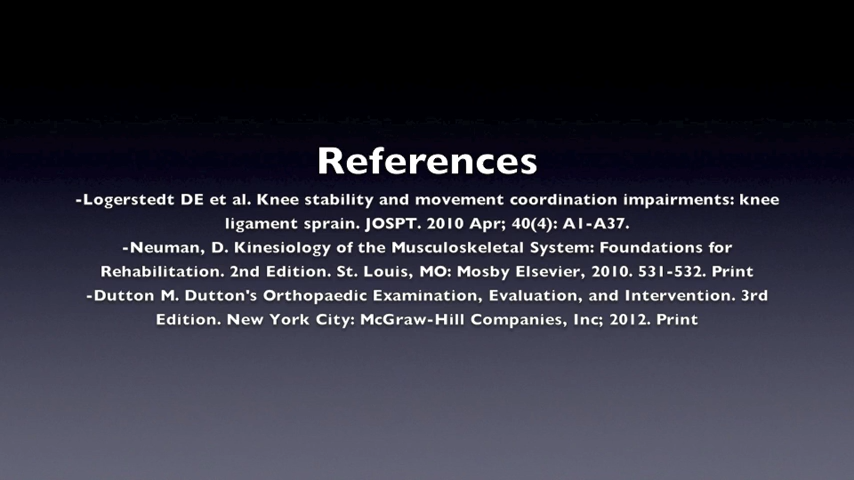 References
-Logerstedt DE et al. Knee stability and movement coordination impairments: knee
ligament sprain. JOSPT. 2010 Apr; 40(4): A1-A37.
-Neuman, D. Kinesiology of the Musculoskeletal System: Foundations for
Rehabilitation. 2nd Edition. St. Louis, MO: Mosby Elsevier, 2010. 531-532. Print
-Dutton M. Dutton's Orthopaedic Examination, Evaluation, and Intervention. 3rd
Edition. New York City: McGraw-Hill Companies, Inc; 2012. Print